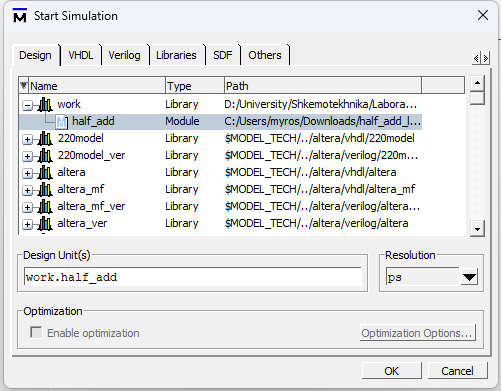 M Start Simulation
Design VHDL Verilog Libraries SDF Others
Name Type Path
work Library D:/University/Shkemotekhnika/Labora...
M half_add Module C:/Users/myros/Downloads/half_add_l...
220model Library $MODEL_TECH/../altera/vhdl/220model
220model_ver Library $MODEL_TECH/../altera/verilog/220m...
altera Library $MODEL_TECH/../altera/vhdl/altera
altera_mf Library $MODEL_TECH/../altera/vhdl/altera_mf
altera_mf_ver Library $MODEL_TECH/../altera/verilog/altera...
altera_ver Library $MODEL_TECH/../altera/verilog/altera...
Design Unit(s) Resolution
work.half_add ps
Optimization
Enable optimization Optimization Options...
OK Cancel